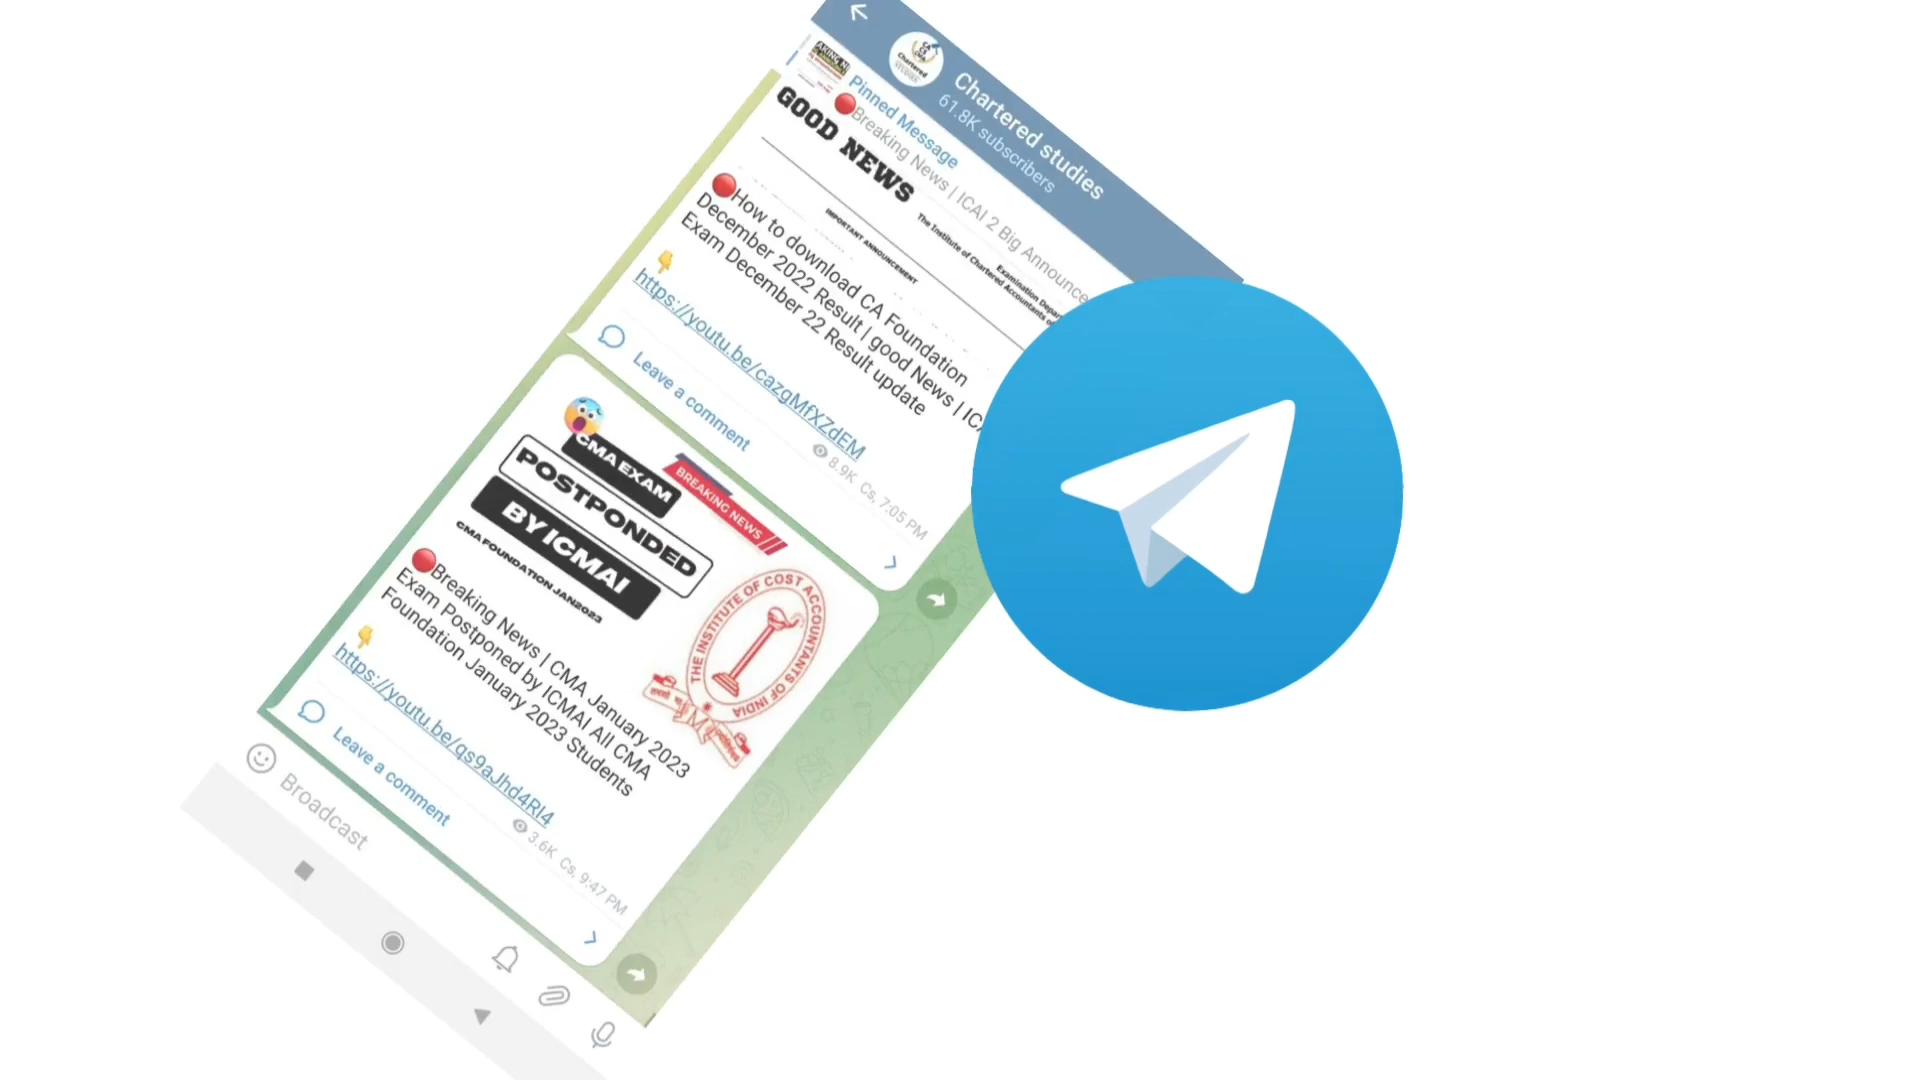 Chartered studies
61.8K subscribers
Pinned Message
Breaking News | ICAI 2 Big Announce
GOOD NEWS
The Institute of Chartered Accountants
IMPORTANT ANNOUNCEMENT
How to download CA Foundation
December 2022 Result | good News |
Exam December 22 Result update
https://youtu.be/cazgMfXZdEM
8.9K Cs, 7:05 PM
Leave a comment
CMA EXAM
POSTPONED
BY ICMAI
BREAKING NEWS
CMA FOUNDATION JAN2023
THE INSTITUTE OF COST ACCOUNTANTS OF INDIA
Breaking News | CMA January 2023
Exam Postponed by ICMAI All CMA
Foundation January 2023 Students
https://youtu.be/qs9aJhd4RI4
3.6K Cs, 9:47 PM
Leave a comment
Broadcast